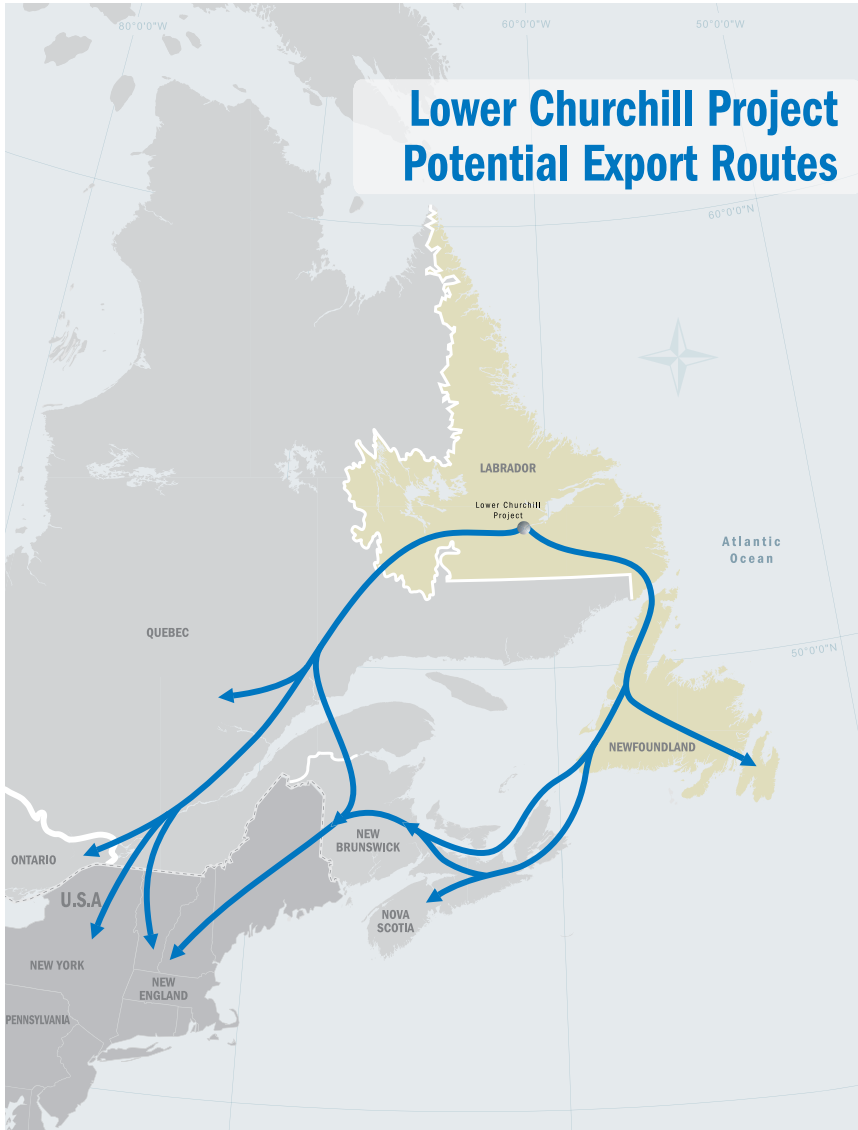 80°0'0"W
60°0'0"W
50°0'0"W
Lower Churchill Project
Potential Export Routes
60°0'0"N
LABRADOR
Lower Churchill
Project
Atlantic
Ocean
QUEBEC
50°0'0"N
NEWFOUNDLAND
NEW
BRUNSWICK
ONTARIO
U.S.A
NOVA
SCOTIA
NEW YORK
NEW
ENGLAND
PENNSYLVANIA